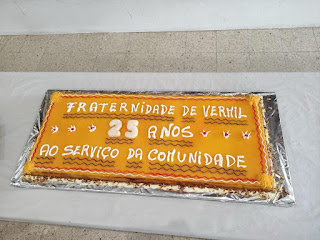 FRATERNIDADE DE VERMIL
25 ANOS
AO SERVIÇO DA COMUNIDADE